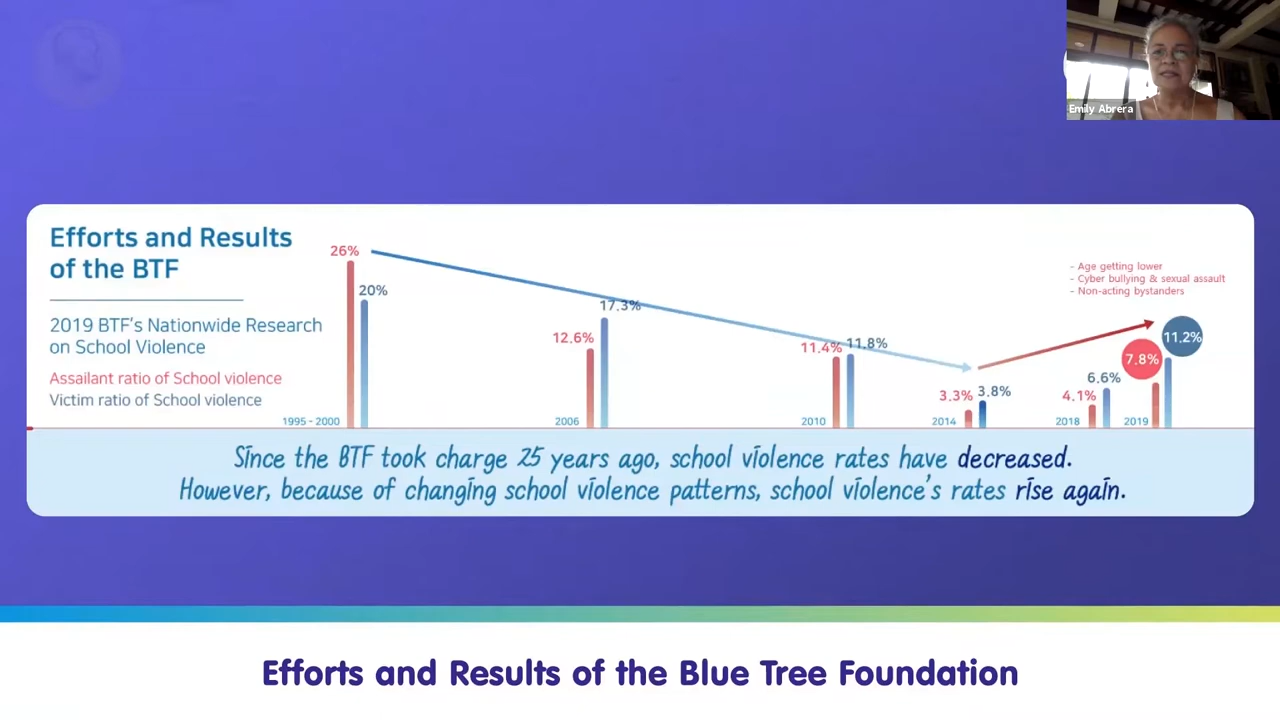 Emily Abrera
Efforts and Results
of the BTF
2019 BTF's Nationwide Research
on School Violence
Assailant ratio of School violence
Victim ratio of School violence
26%
20%
1995 - 2000
12.6%
17.3%
2006
11.4%
11.8%
2010
3.3%
3.8%
2014
4.1%
6.6%
2018
7.8%
11.2%
2019
- Age getting lower
- Cyber bullying & sexual assault
- Non-acting bystanders
Since the BTF took charge 25 years ago, school violence rates have decreased.
However, because of changing school violence patterns, school violence's rates rise again.
Efforts and Results of the Blue Tree Foundation